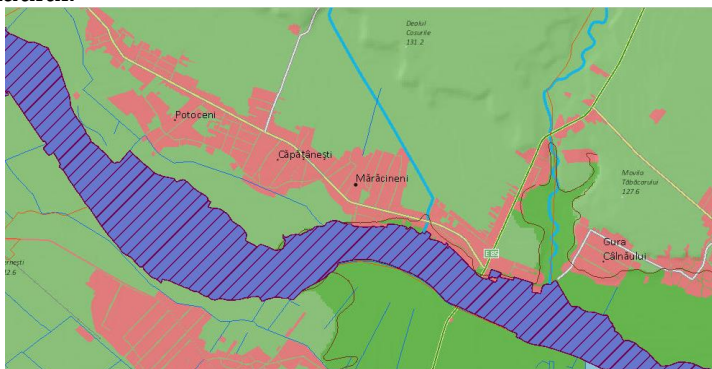 Dealul
Cosurile
131.2
Potoceni
Căpățânești
Mărăcineni
Movila
Tăbăcarului
127.6
Gura
Câlnăului
E85